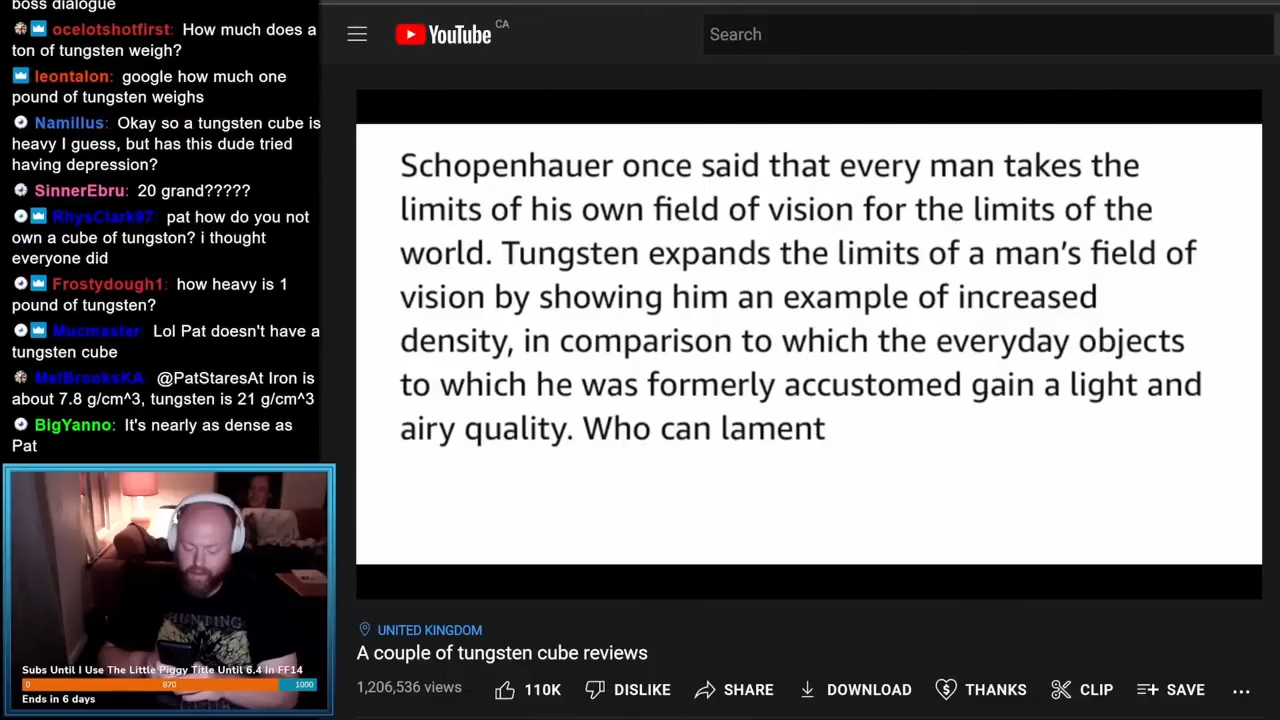 boss dialogue
ocelotshotfirst: How much does a
ton of tungsten weigh?
leontalon: google how much one
pound of tungsten weighs
Namillus: Okay so a tungsten cube is
heavy I guess, but has this dude tried
having depression?
SinnerEbru: 20 grand?????
RhysClark97: pat how do you not
own a cube of tungston? i thought
everyone did
Frostydough1: how heavy is 1
pound of tungsten?
Mucmaster: Lol Pat doesn't have a
tungsten cube
MelBrooksKA: @PatStaresAt Iron is
about 7.8 g/cm^3, tungsten is 21 g/cm^3
BigYanno: It's nearly as dense as
Pat
HUNTING
Subs Until I Use The Little Piggy Title Until 6.4 In FF14
0 870 1000
Ends in 6 days
YouTube CA
Search
Schopenhauer once said that every man takes the
limits of his own field of vision for the limits of the
world. Tungsten expands the limits of a man's field of
vision by showing him an example of increased
density, in comparison to which the everyday objects
to which he was formerly accustomed gain a light and
airy quality. Who can lament
UNITED KINGDOM
A couple of tungsten cube reviews
1,206,536 views 110K DISLIKE SHARE DOWNLOAD THANKS CLIP SAVE